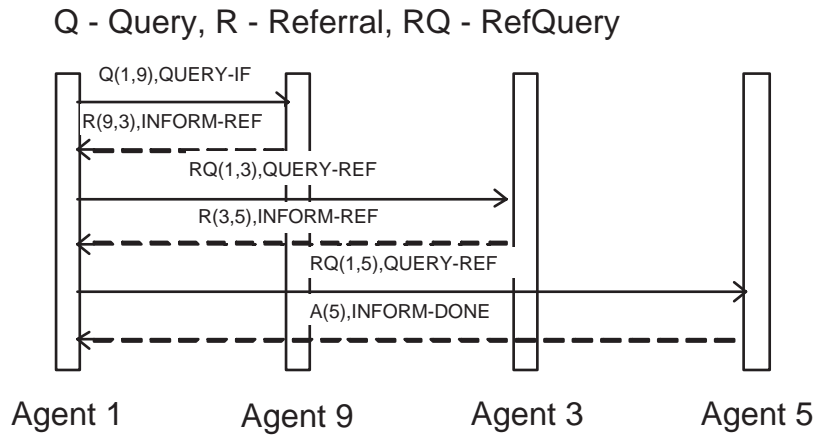 Q - Query, R - Referral, RQ - RefQuery
Q(1,9),QUERY-IF
R(9,3),INFORM-REF
RQ(1,3),QUERY-REF
R(3,5),INFORM-REF
RQ(1,5),QUERY-REF
A(5),INFORM-DONE
Agent 1 Agent 9 Agent 3 Agent 5